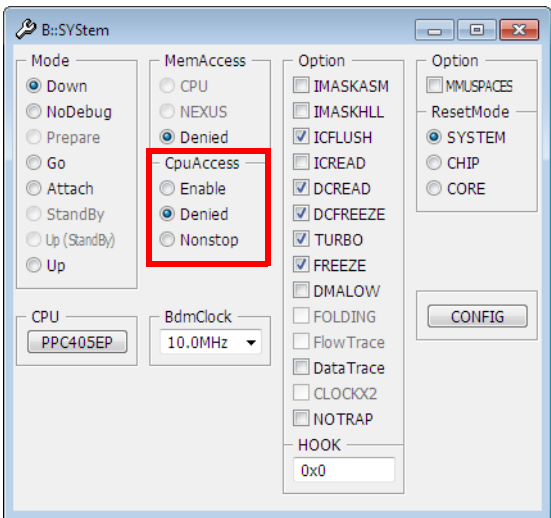 B::SYStem
Mode
Down
NoDebug
Prepare
Go
Attach
StandBy
Up (StandBy)
Up
CPU
PPC405EP
MemAccess
CPU
NEXUS
Denied
CpuAccess
Enable
Denied
Nonstop
BdmClock
10.0MHz
Option
IMASKASM
IMASKHLL
ICFLUSH
ICREAD
DCREAD
DCFREEZE
TURBO
FREEZE
DMALOW
FOLDING
FlowTrace
DataTrace
CLOCKX2
NOTRAP
HOOK
0x0
Option
MMUSPACES
ResetMode
SYSTEM
CHIP
CORE
CONFIG